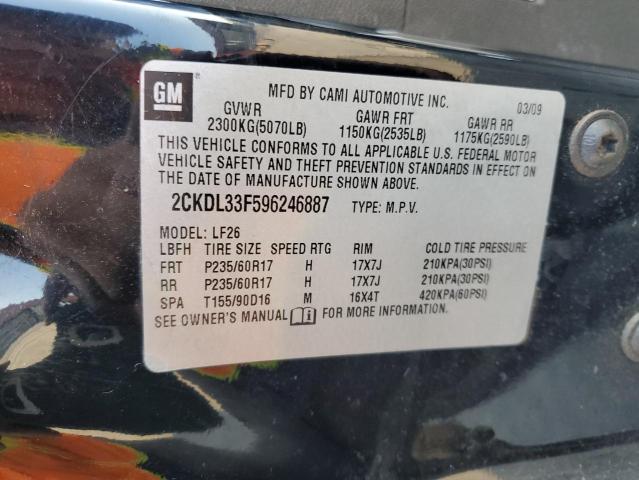 GM ®
MFD BY CAMI AUTOMOTIVE INC. 03/09
GVWR GAWR FRT GAWR RR
2300KG(5070LB) 1150KG(2535LB) 1175KG(2590LB)
THIS VEHICLE CONFORMS TO ALL APPLICABLE U.S. FEDERAL MOTOR
VEHICLE SAFETY AND THEFT PREVENTION STANDARDS IN EFFECT ON
THE DATE OF MANUFACTURE SHOWN ABOVE.
2CKDL33F596246887 TYPE: M.P.V.
MODEL: LF26
LBFH TIRE SIZE SPEED RTG RIM COLD TIRE PRESSURE
FRT P235/60R17 H 17X7J 210KPA(30PSI)
RR P235/60R17 H 17X7J 210KPA(30PSI)
SPA T155/90D16 M 16X4T 420KPA(60PSI)
SEE OWNER'S MANUAL FOR MORE INFORMATION.